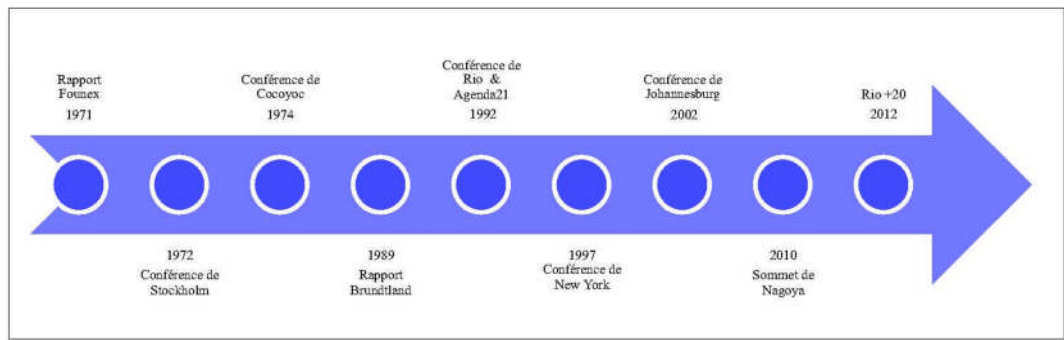 Rapport
Founex
1971
1972
Conférence de
Stockholm
Conférence de
Cocoyoc
1974
1989
Rapport
Brundtland
Conférence de
Rio &
Agenda21
1992
1997
Conférence de
New York
Conférence de
Johannesburg
2002
2010
Sommet de
Nagoya
Rio +20
2012